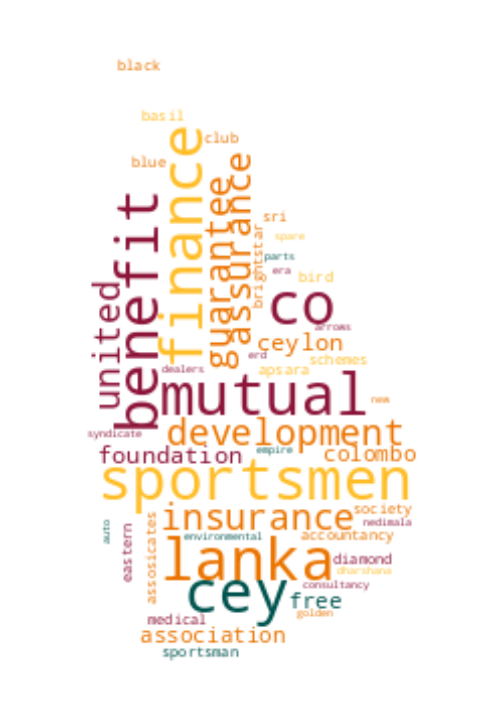 black
basil
club
blue
finance
assurance
guarantee
benefit
sri
brightstar
spare
parts
era
bird
united
co
arrows
ceylon
erd
schemes
dealers
apsara
mutual
new
development
syndicate
foundation
empire
colombo
sportsmen
insurance
society
nedimala
auto
eastern
assosicates
environmental
accountancy
lanka
diamond
dharshana
cey
consultancy
free
golden
medical
association
sportsman